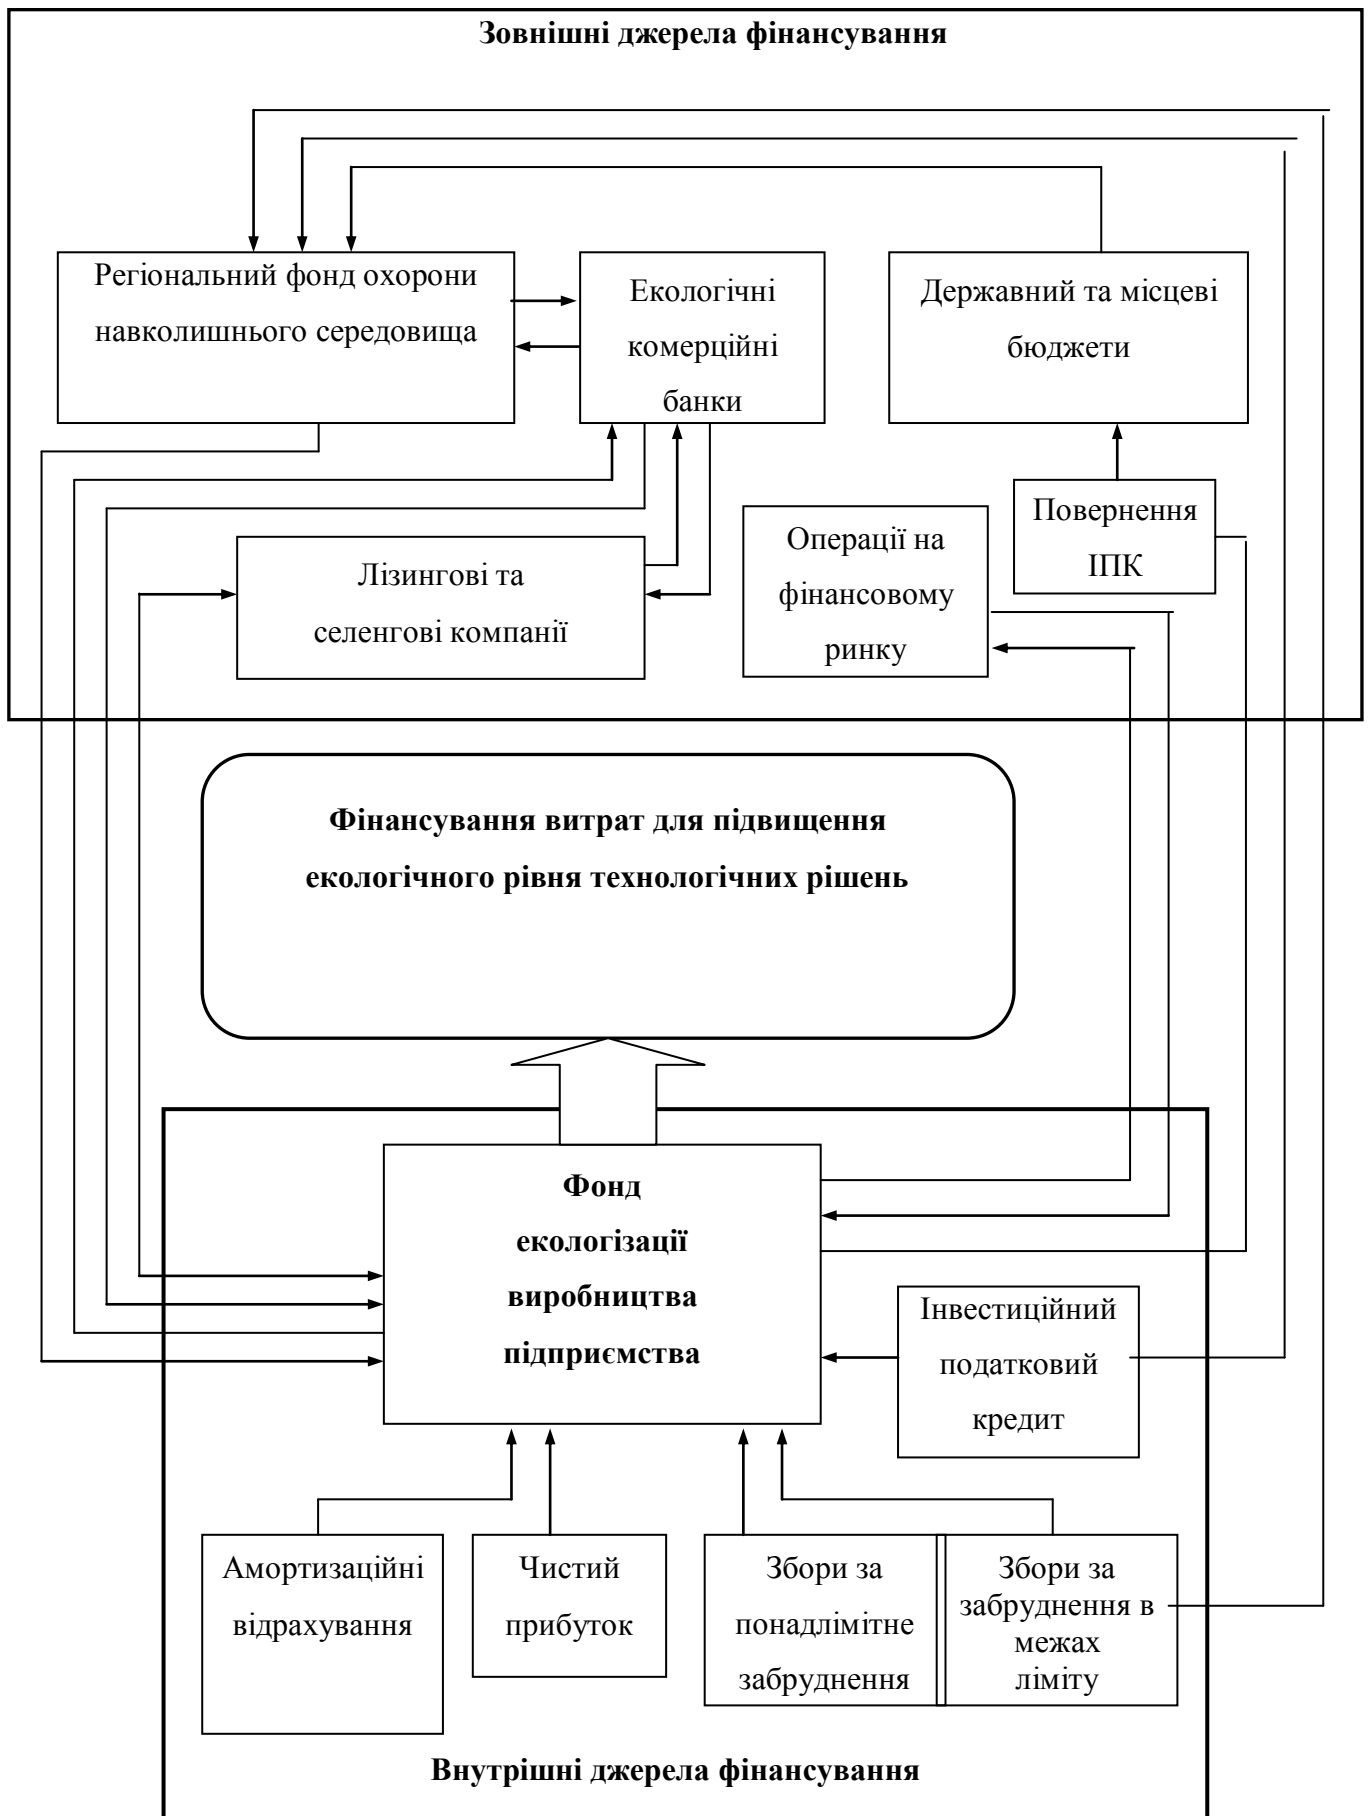 Зовнішні джерела фінансування
Регіональний фонд охорони
навколишнього середовища
Екологічні
комерційні
банки
Державний та місцеві
бюджети
Повернення
ІПК
Операції на
фінансовому
ринку
Лізингові та
селенгові компанії
Фінансування витрат для підвищення
екологічного рівня технологічних рішень
Фонд
екологізації
виробництва
підприємства
Інвестиційний
податковий
кредит
Амортизаційні
відрахування
Чистий
прибуток
Збори за
понадлімітне
забруднення
Збори за
забруднення в
межах
ліміту
Внутрішні джерела фінансування